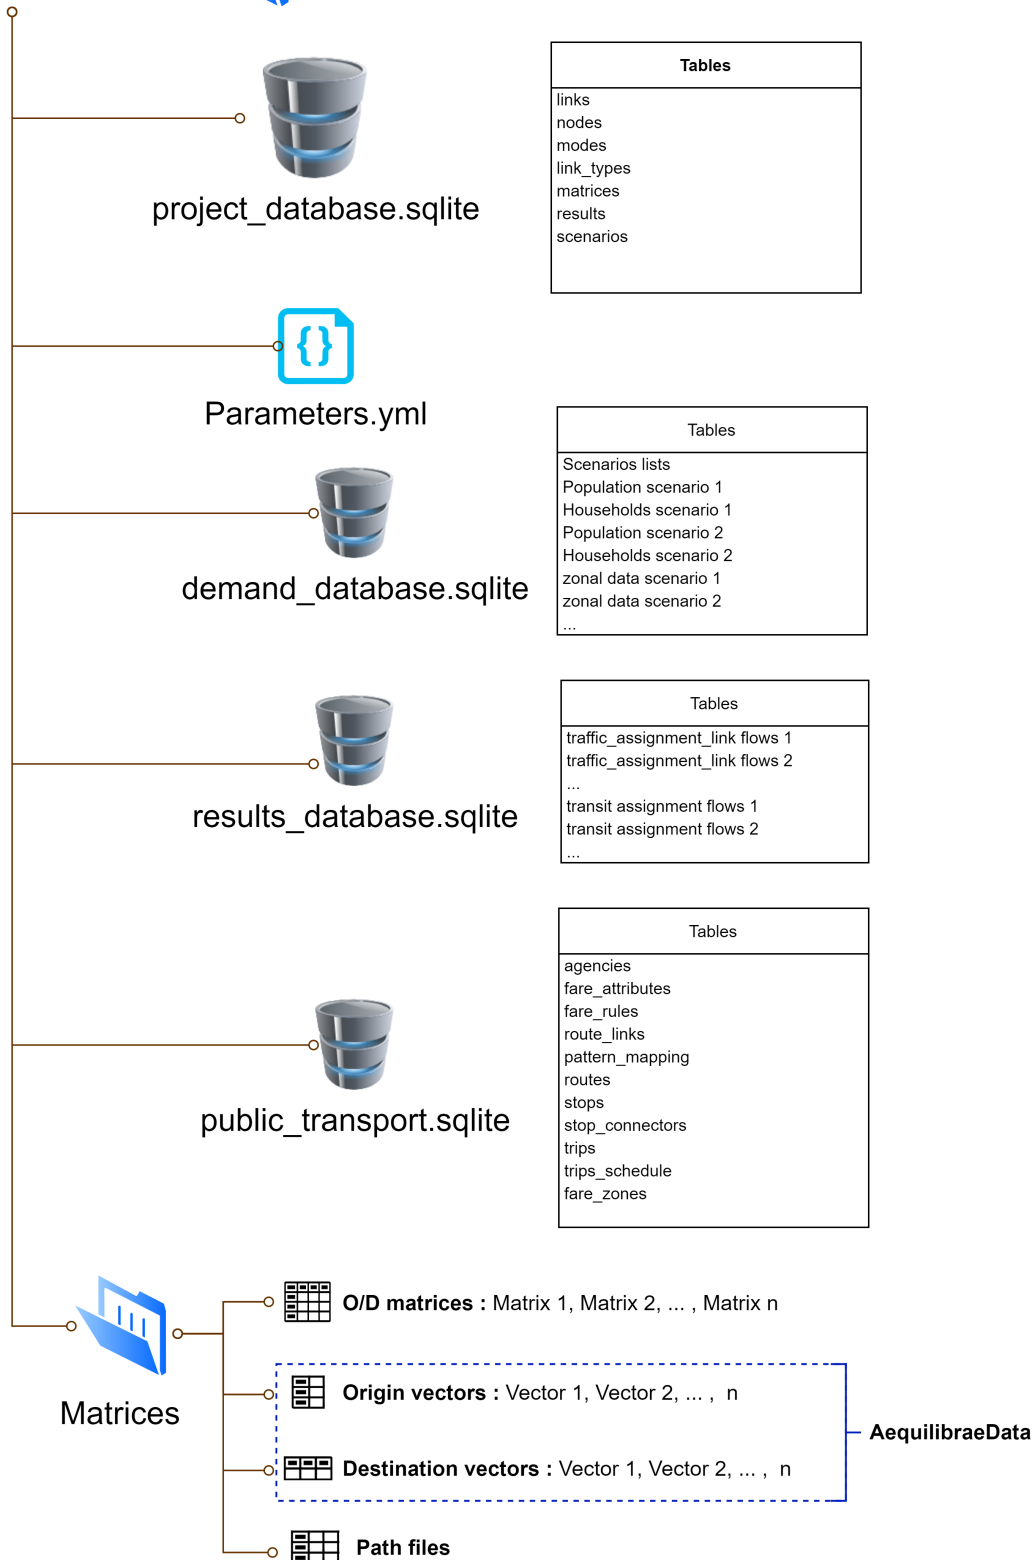 Tables
links
nodes
modes
link_types
matrices
results
scenarios
project_database.sqlite
{}
Parameters.yml
Tables
Scenarios lists
Population scenario 1
Households scenario 1
Population scenario 2
Households scenario 2
zonal data scenario 1
zonal data scenario 2
...
demand_database.sqlite
Tables
traffic_assignment_link flows 1
traffic_assignment_link flows 2
...
transit assignment flows 1
transit assignment flows 2
...
results_database.sqlite
Tables
agencies
fare_attributes
fare_rules
route_links
pattern_mapping
routes
stops
stop_connectors
trips
trips_schedule
fare_zones
public_transport.sqlite
Matrices
O/D matrices : Matrix 1, Matrix 2, ... , Matrix n
Origin vectors : Vector 1, Vector 2, ... , n
AequilibraeData
Destination vectors : Vector 1, Vector 2, ... , n
Path files